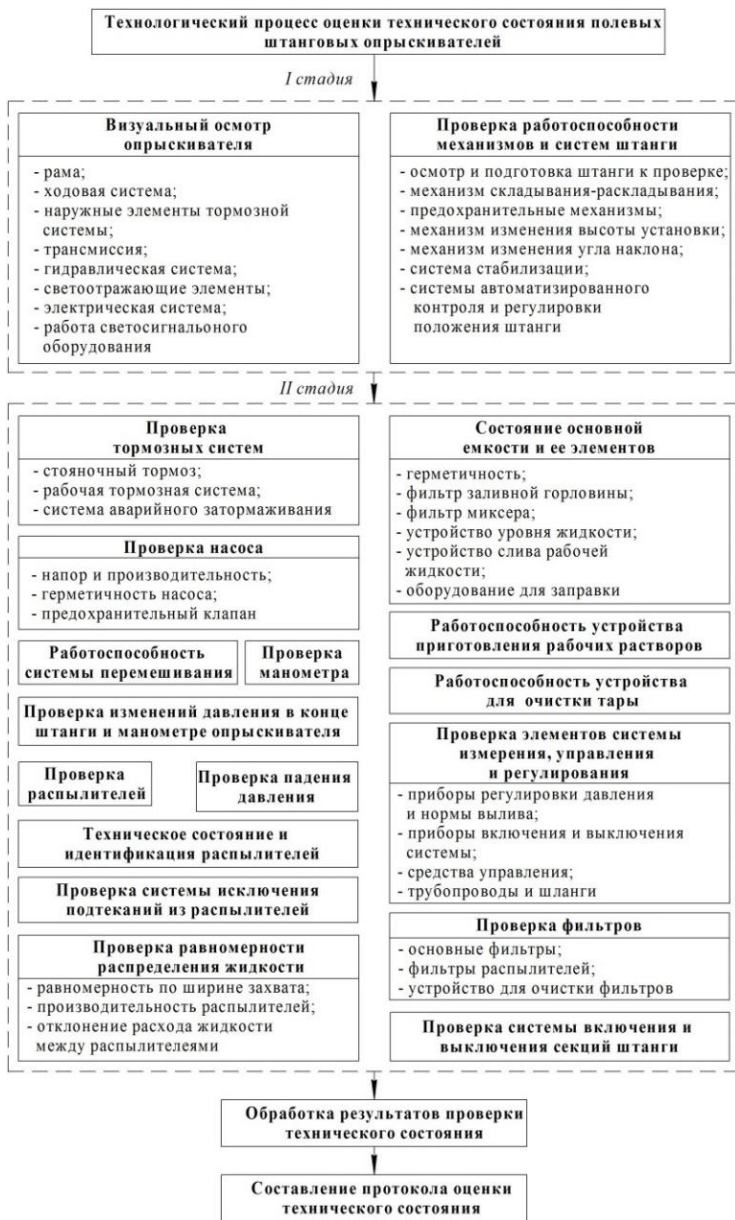 Технологический процесс оценки технического состояния полевых
штанговых опрыскивателей
I стадия
Визуальный осмотр
опрыскивателя
- рама;
- ходовая система;
- наружные элементы тормозной
системы;
- трансмиссия;
- гидравлическая система;
- светоотражающие элементы;
- электрическая система;
- работа светосигнальоного
оборудования
Проверка работоспособности
механизмов и систем штанги
- осмотр и подготовка штанги к проверке;
- механизм складывания-раскладывания;
- предохранительные механизмы;
- механизм изменения высоты установки;
- механизм изменения угла наклона;
- система стабилизации;
- системы автоматизированного
контроля и регулировки
положения штанги
II стадия
Проверка
тормозных систем
- стояночный тормоз;
- рабочая тормозная система;
- система аварийного затормаживания
Проверка насоса
- напор и производительность;
- герметичность насоса;
- предохранительный клапан
Работоспособность
системы перемешивания
Проверка
манометра
Проверка изменений давления в конце
штанги и манометре опрыскивателя
Проверка
распылителей
Проверка падения
давления
Техническое состояние и
идентификация распылителей
Проверка системы исключения
подтеканий из распылителей
Проверка равномерности
распределения жидкости
- равномерность по ширине захвата;
- производительность распылителей;
- отклонение расхода жидкости
между распылителеями
Состояние основной
емкости и ее элементов
- герметичность;
- фильтр заливной горловины;
- фильтр миксера;
- устройство уровня жидкости;
- устройство слива рабочей
жидкости;
- оборудование для заправки
Работоспособность устройства
приготовления рабочих растворов
Работоспособность устройства
для очистки тары
Проверка элементов системы
измерения, управления
и регулирования
- приборы регулировки давления
и нормы вылива;
- приборы включения и выключения
системы;
- средства управления;
- трубопроводы и шланги
Проверка фильтров
- основные фильтры;
- фильтры распылителей;
- устройство для очистки фильтров
Проверка системы включения и
выключения секций штанги
Обработка результатов проверки
технического состояния
Составление протокола оценки
технического состояния